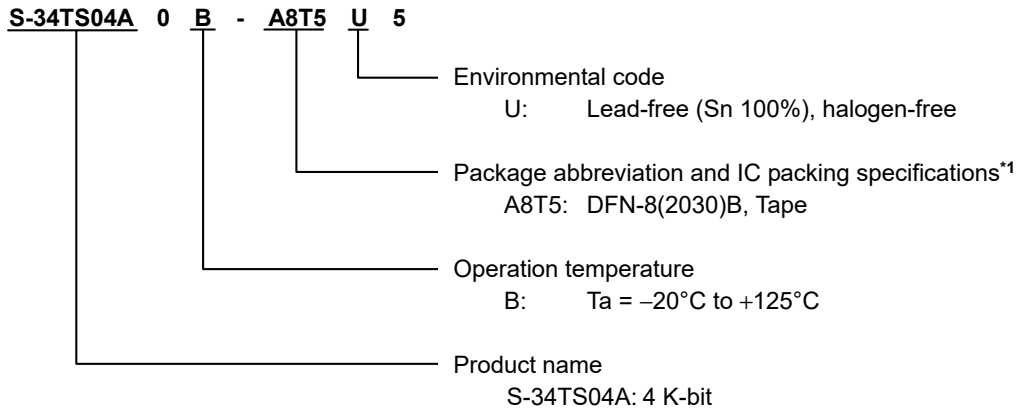 S-34TS04A 0 B - A8T5 U 5
Environmental code
U: Lead-free (Sn 100%), halogen-free
Package abbreviation and IC packing specifications*1
A8T5: DFN-8(2030)B, Tape
Operation temperature
B: Ta = −20°C to +125°C
Product name
S-34TS04A: 4 K-bit